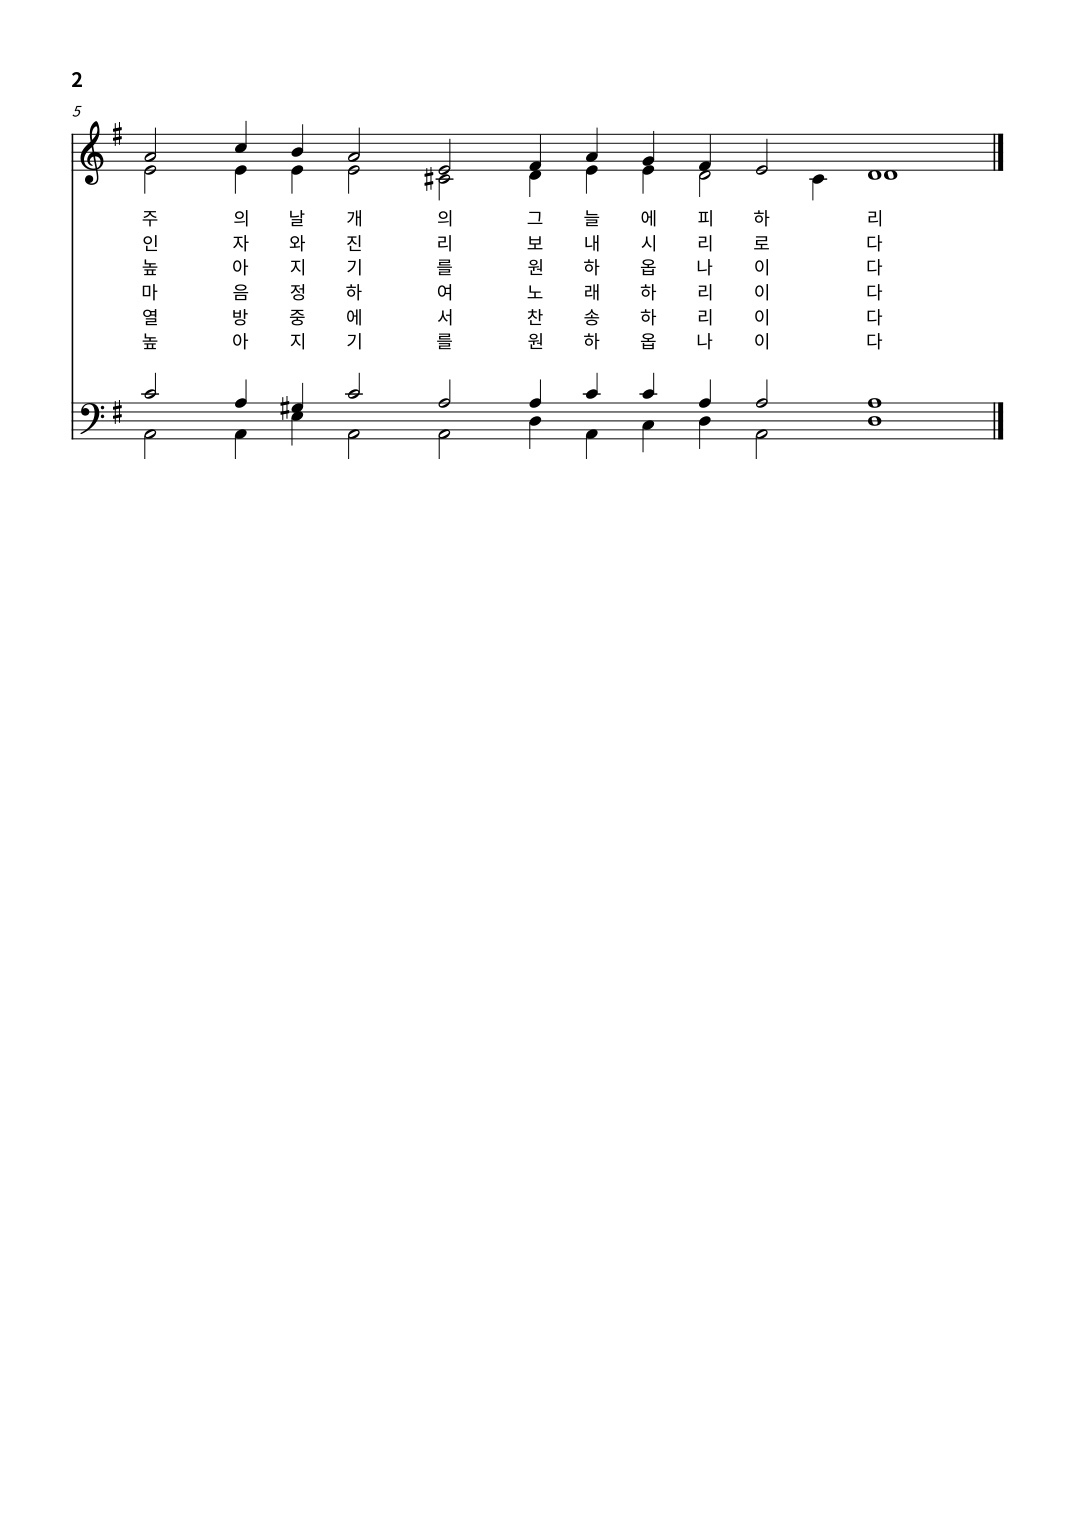 2
5
주 의 날 개 의 그 늘 에 피 하 리
인 자 와 진 리 보 내 시 리 로 다
높 아 지 기 를 원 하 옵 나 이 다
마 음 정 하 여 노 래 하 리 이 다
열 방 중 에 서 찬 송 하 리 이 다
높 아 지 기 를 원 하 옵 나 이 다